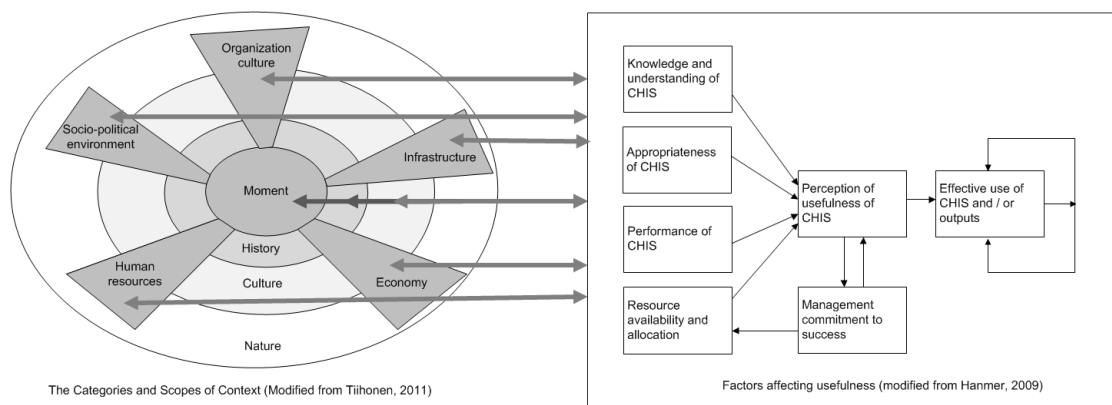 Organization
culture
Socio-political
environment
Infrastructure
Moment
History
Human
resources
Culture
Economy
Nature
The Categories and Scopes of Context (Modified from Tiihonen, 2011)
Knowledge and
understanding of
CHIS
Appropriateness
of CHIS
Performance of
CHIS
Resource
availability and
allocation
Perception of
usefulness of
CHIS
Effective use of
CHIS and / or
outputs
Management
commitment to
success
Factors affecting usefulness (modified from Hanmer, 2009)